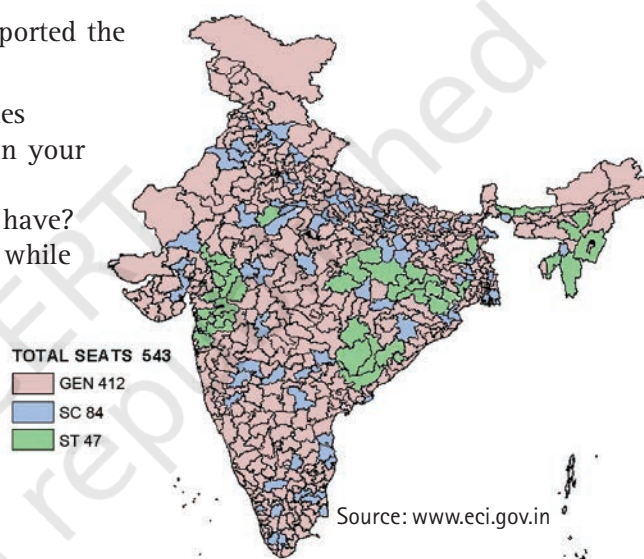 ported the
es
n your
have?
while
TOTAL SEATS 543
GEN 412
SC 84
ST 47
Source: www.eci.gov.in
republished